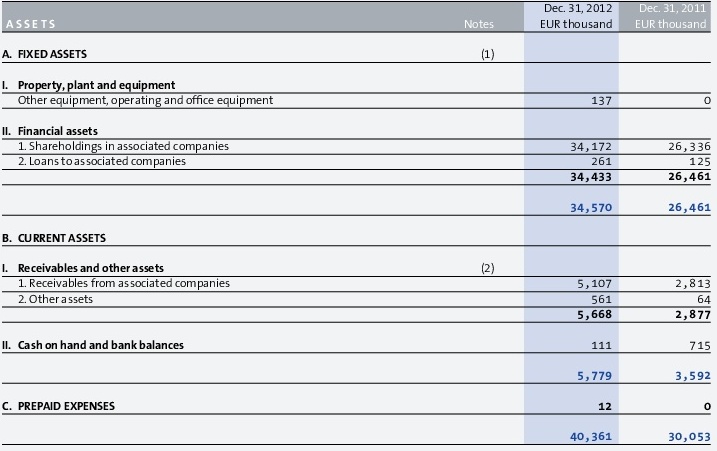 Dec. 31, 2012 Dec. 31, 2011
ASSETS Notes EUR thousand EUR thousand
A. FIXED ASSETS (1)
I. Property, plant and equipment
Other equipment, operating and office equipment 137 0
II. Financial assets
1. Shareholdings in associated companies 34,172 26,336
2. Loans to associated companies 261 125
34,433 26,461
34,570 26,461
B. CURRENT ASSETS
I. Receivables and other assets (2)
1. Receivables from associated companies 5,107 2,813
2. Other assets 561 64
5,668 2,877
II. Cash on hand and bank balances 111 715
5,779 3,592
C. PREPAID EXPENSES 12 0
40,361 30,053